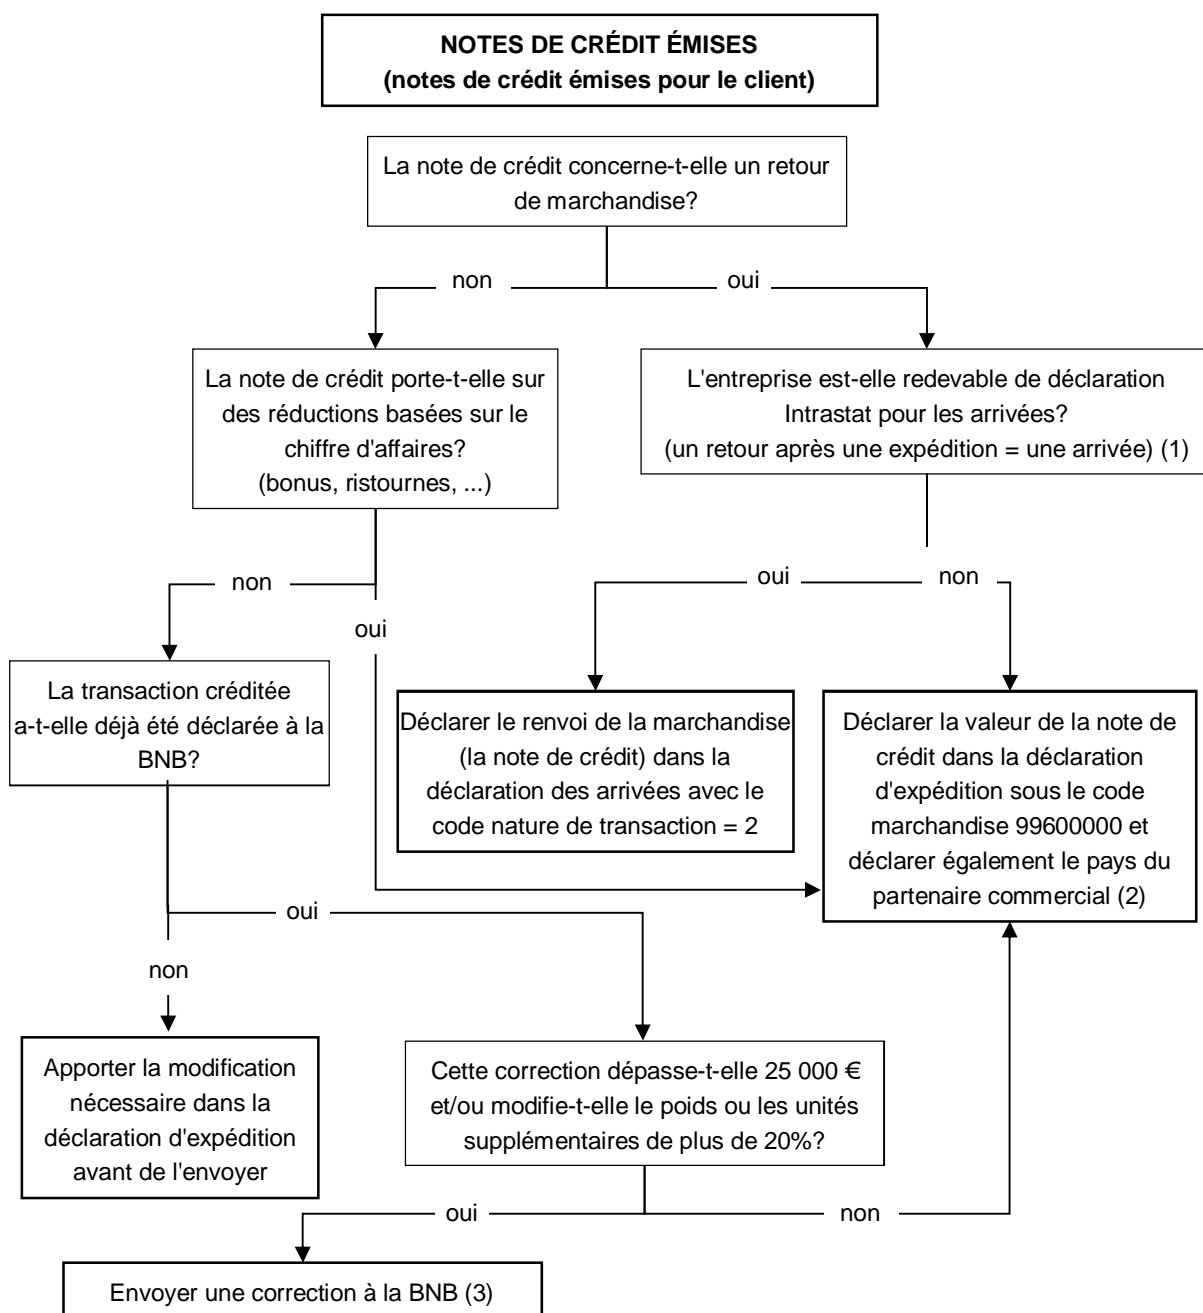 NOTES DE CRÉDIT ÉMISES
(notes de crédit émises pour le client)
La note de crédit concerne-t-elle un retour
de marchandise?
non
oui
La note de crédit porte-t-elle sur
des réductions basées sur le
chiffre d'affaires?
(bonus, ristournes, ...)
L'entreprise est-elle redevable de déclaration
Intrastat pour les arrivées?
(un retour après une expédition = une arrivée) (1)
non
oui
oui
non
La transaction créditée
a-t-elle déjà été déclarée à la
BNB?
Déclarer le renvoi de la marchandise
(la note de crédit) dans la
déclaration des arrivées avec le
code nature de transaction = 2
Déclarer la valeur de la note de
crédit dans la déclaration
d'expédition sous le code
marchandise 99600000 et
déclarer également le pays du
partenaire commercial (2)
oui
non
Apporter la modification
nécessaire dans la
déclaration d'expédition
avant de l'envoyer
Cette correction dépasse-t-elle 25 000 €
et/ou modifie-t-elle le poids ou les unités
supplémentaires de plus de 20%?
oui
non
Envoyer une correction à la BNB (3)